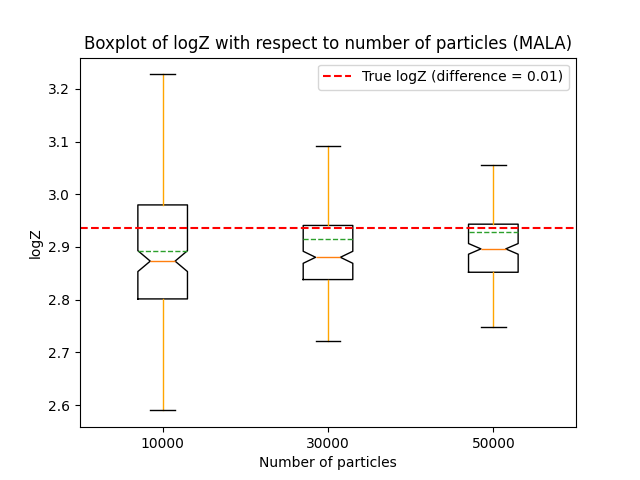 Boxplot of logZ with respect to number of particles (MALA)
True logZ (difference = 0.01)
3.2
3.1
3.0
2.9
2.8
2.7
2.6
logZ
10000
30000
50000
Number of particles